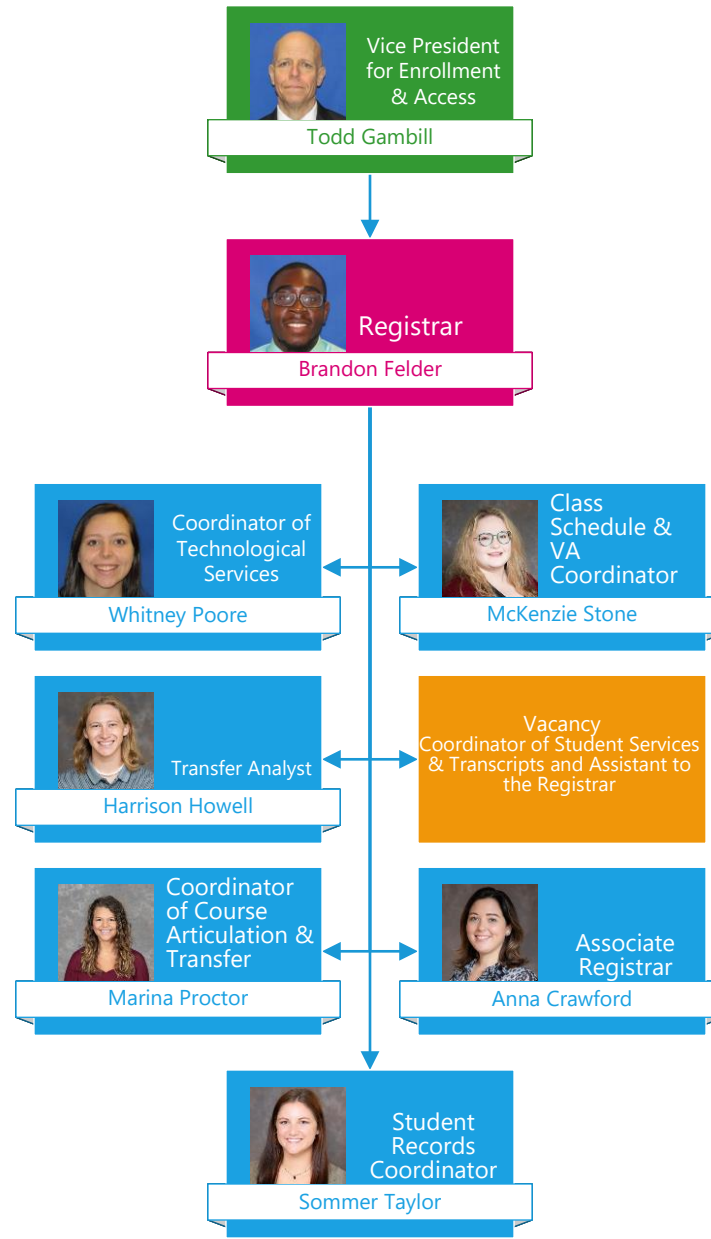 Vice President
for Enrollment
& Access
Todd Gambill
Registrar
Brandon Felder
Coordinator of
Technological
Services
Whitney Poore
Class
Schedule &
VA
Coordinator
McKenzie Stone
Transfer Analyst
Harrison Howell
Vacancy
Coordinator of Student Services
& Transcripts and Assistant to
the Registrar
Coordinator
of Course
Articulation &
Transfer
Marina Proctor
Associate
Registrar
Anna Crawford
Student
Records
Coordinator
Sommer Taylor